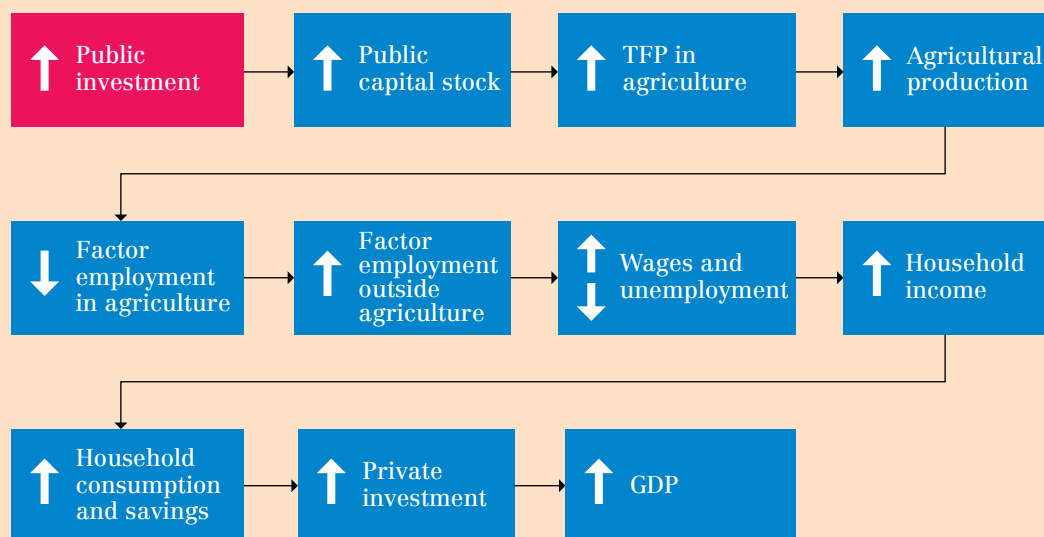 Public
investment
Public
capital stock
TFP in
agriculture
Agricultural
production
Factor
employment
in agriculture
Factor
employment
outside
agriculture
Wages and
unemployment
Household
income
Household
consumption
and savings
Private
investment
GDP